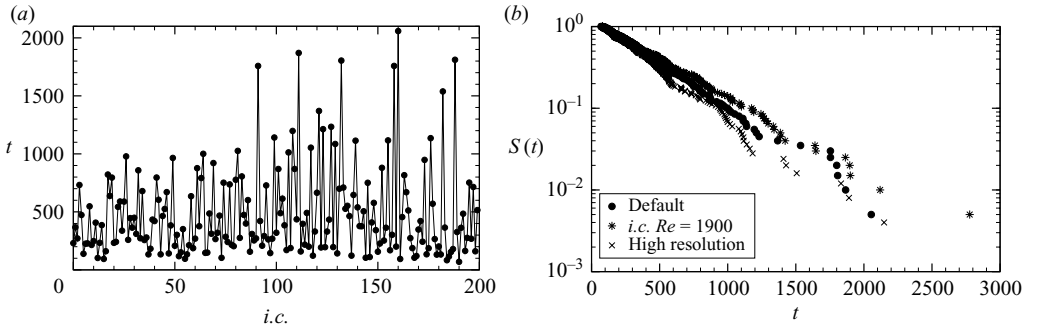 (a)
2000
1500
t
1000
500
0
50
100
150
200
i.c.
(b)
10^0
10^−1
S(t)
10^−2
Default
i.c. Re = 1900
High resolution
10^−3
0
500
1000
1500
2000
2500
3000
t